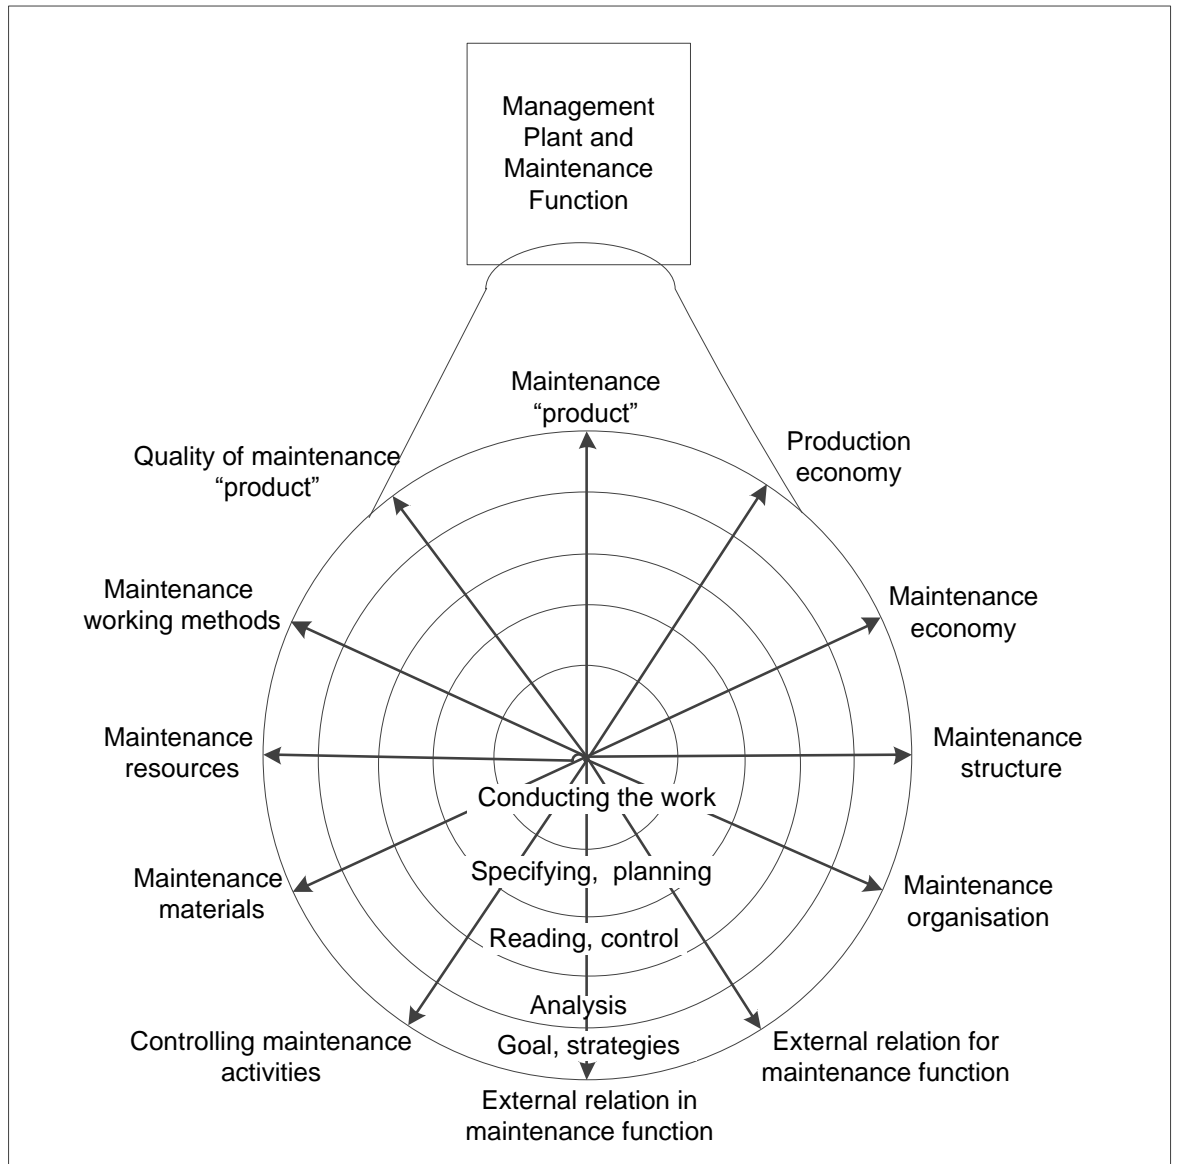 Management
Plant and
Maintenance
Function
Maintenance
“product”
Production
economy
Quality of maintenance
“product”
Maintenance
working methods
Maintenance
economy
Maintenance
resources
Maintenance
structure
Conducting the work
Specifying, planning
Maintenance
materials
Maintenance
organisation
Reading, control
Analysis
Goal, strategies
Controlling maintenance
activities
External relation for
maintenance function
External relation in
maintenance function